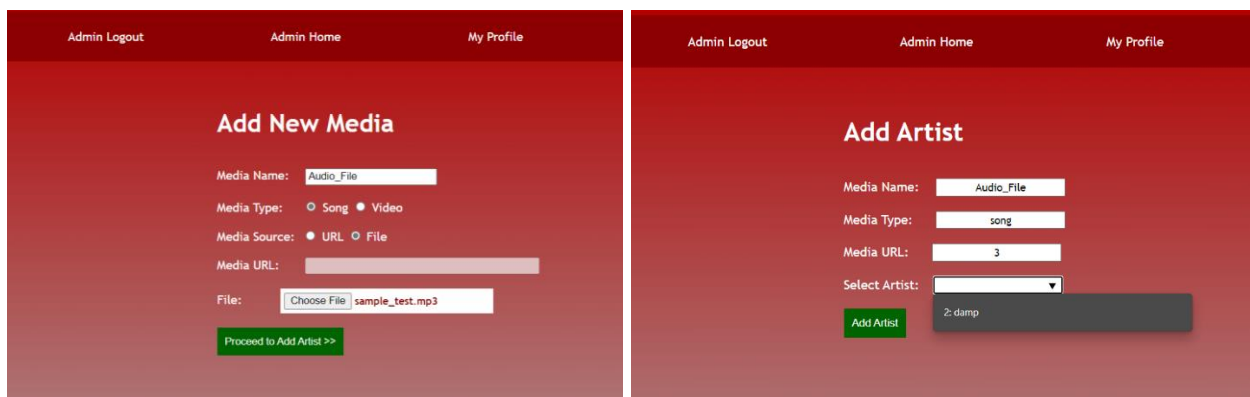 Admin Logout Admin Home My Profile
Add New Media
Media Name: Audio_File
Media Type: Song Video
Media Source: URL File
Media URL:
File: Choose File sample_test.mp3
Proceed to Add Artist >>
Admin Logout Admin Home My Profile
Add Artist
Media Name: Audio_File
Media Type: song
Media URL: 3
Select Artist:
2: damp
Add Artist